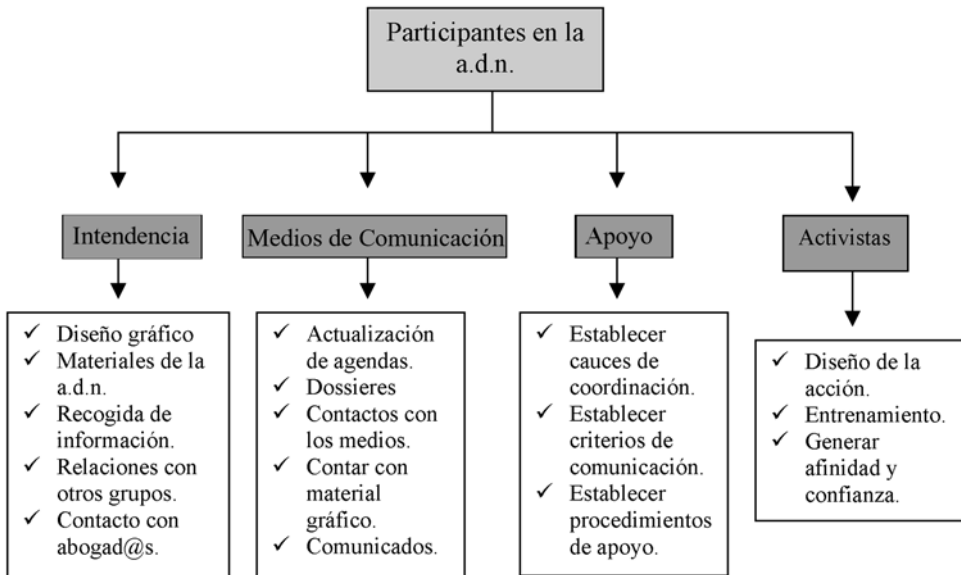 Participantes en la
a.d.n.
Intendencia
Medios de Comunicación
Apoyo
Activistas
✓ Diseño gráfico
✓ Materiales de la
a.d.n.
✓ Recogida de
información.
✓ Relaciones con
otros grupos.
✓ Contacto con
abogad@s.
✓ Actualización
de agendas.
✓ Dossieres
✓ Contactos con
los medios.
✓ Contar con
material
gráfico.
✓ Comunicados.
✓ Establecer
cauces de
coordinación.
✓ Establecer
criterios de
comunicación.
✓ Establecer
procedimientos
de apoyo.
✓ Diseño de la
acción.
✓ Entrenamiento.
✓ Generar
afinidad y
confianza.